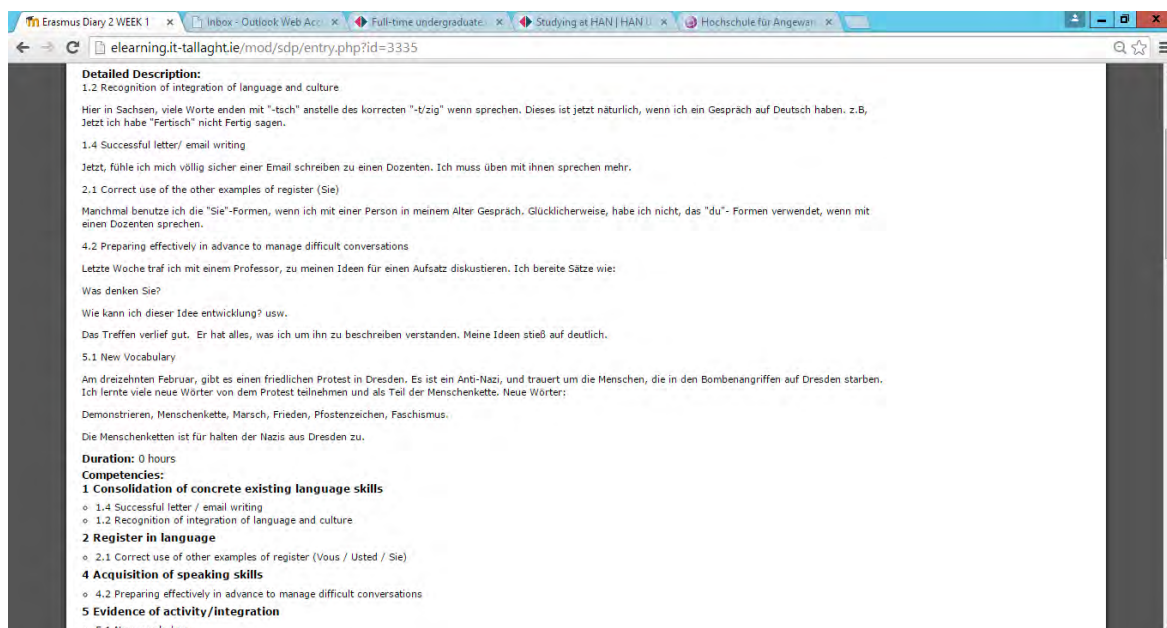 Erasmus Diary 2 WEEK 1
Inbox - Outlook Web Acc
Full-time undergraduate
Studying at HAN | HAN U
Hochschule für Angewan
elearning.it-tallaght.ie/mod/sdp/entry.php?id=3335
Detailed Description:
1.2 Recognition of integration of language and culture
Hier in Sachsen, viele Worte enden mit "-tsch" anstelle des korrecten "-t/zig" wenn sprechen. Dieses ist jetzt näturlich, wenn ich ein Gespräch auf Deutsch haben. z.B,
Jetzt ich habe "Fertisch" nicht Fertig sagen.
1.4 Successful letter/ email writing
Jetzt, fühle ich mich völlig sicher einer Email schreiben zu einen Dozenten. Ich muss üben mit ihnen sprechen mehr.
2.1 Correct use of the other examples of register (Sie)
Manchmal benutze ich die "Sie"-Formen, wenn ich mit einer Person in meinem Alter Gespräch. Glücklicherweise, habe ich nicht, das "du"- Formen verwendet, wenn mit
einen Dozenten sprechen.
4.2 Preparing effectively in advance to manage difficult conversations
Letzte Woche traf ich mit einem Professor, zu meinen Ideen für einen Aufsatz diskustieren. Ich bereite Sätze wie:
Was denken Sie?
Wie kann ich dieser Idee entwicklung? usw.
Das Treffen verlief gut. Er hat alles, was ich um ihn zu beschreiben verstanden. Meine Ideen stieß auf deutlich.
5.1 New Vocabulary
Am dreizehnten Februar, gibt es einen friedlichen Protest in Dresden. Es ist ein Anti-Nazi, und trauert um die Menschen, die in den Bombenangriffen auf Dresden starben.
Ich lernte viele neue Wörter von dem Protest teilnehmen und als Teil der Menschenkette. Neue Wörter:
Demonstrieren, Menschenkette, Marsch, Frieden, Pfostenzeichen, Faschismus.
Die Menschenketten ist für halten der Nazis aus Dresden zu.
Duration: 0 hours
Competencies:
1 Consolidation of concrete existing language skills
1.4 Successful letter / email writing
1.2 Recognition of integration of language and culture
2 Register in language
2.1 Correct use of other examples of register (Vous / Usted / Sie)
4 Acquisition of speaking skills
4.2 Preparing effectively in advance to manage difficult conversations
5 Evidence of activity/integration